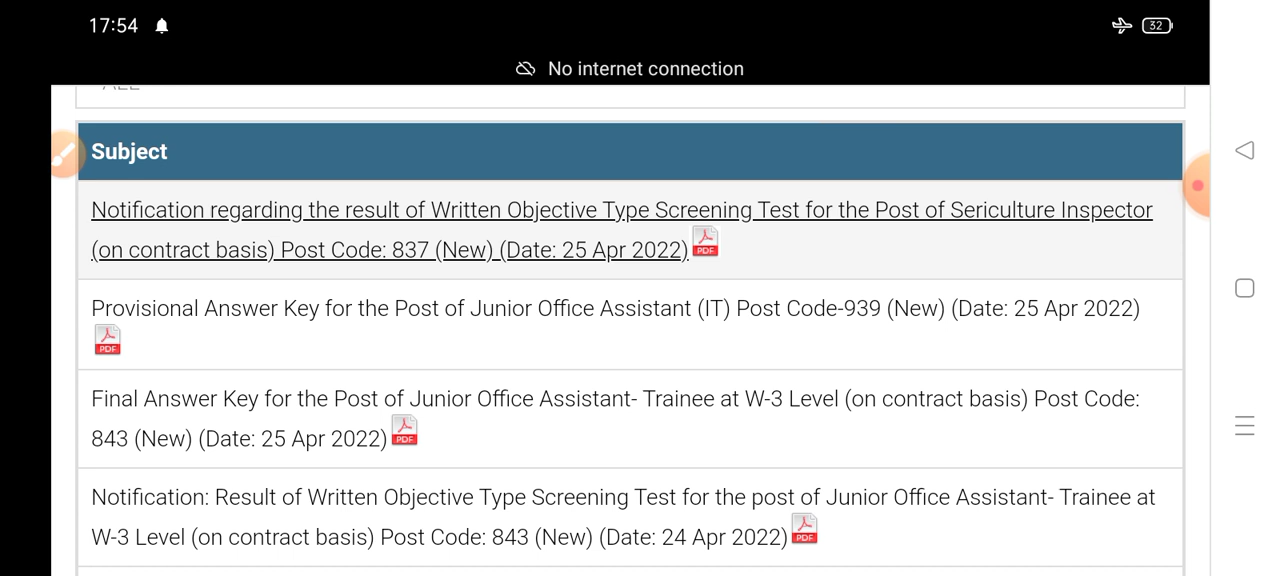 17:54
32
No internet connection
Subject
Notification regarding the result of Written Objective Type Screening Test for the Post of Sericulture Inspector
(on contract basis) Post Code: 837 (New) (Date: 25 Apr 2022) PDF
Provisional Answer Key for the Post of Junior Office Assistant (IT) Post Code-939 (New) (Date: 25 Apr 2022)
PDF
Final Answer Key for the Post of Junior Office Assistant- Trainee at W-3 Level (on contract basis) Post Code:
843 (New) (Date: 25 Apr 2022) PDF
Notification: Result of Written Objective Type Screening Test for the post of Junior Office Assistant- Trainee at
W-3 Level (on contract basis) Post Code: 843 (New) (Date: 24 Apr 2022) PDF